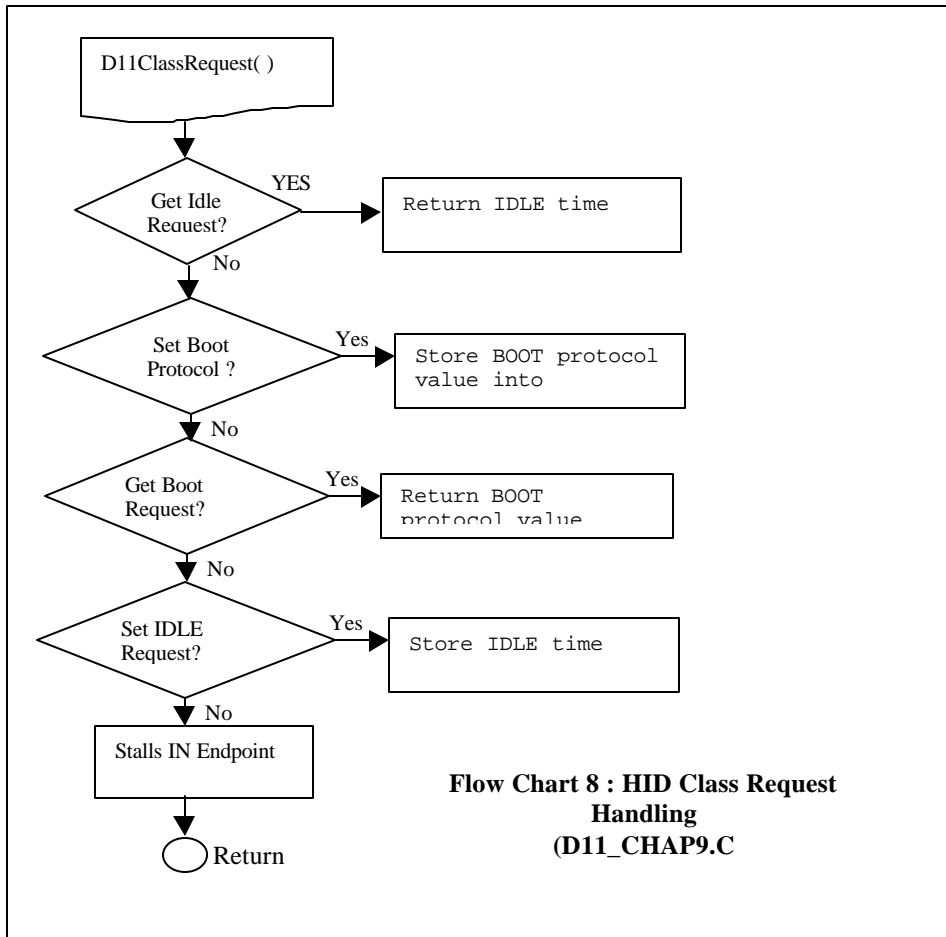 D11ClassRequest( )
Get Idle
Request?
YES
Return IDLE time
No
Set Boot
Protocol ?
Yes
Store BOOT protocol
value into
No
Get Boot
Request?
Yes
Return BOOT
protocol value
No
Set IDLE
Request?
Yes
Store IDLE time
No
Stalls IN Endpoint
Return
Flow Chart 8 : HID Class Request
Handling
(D11_CHAP9.C